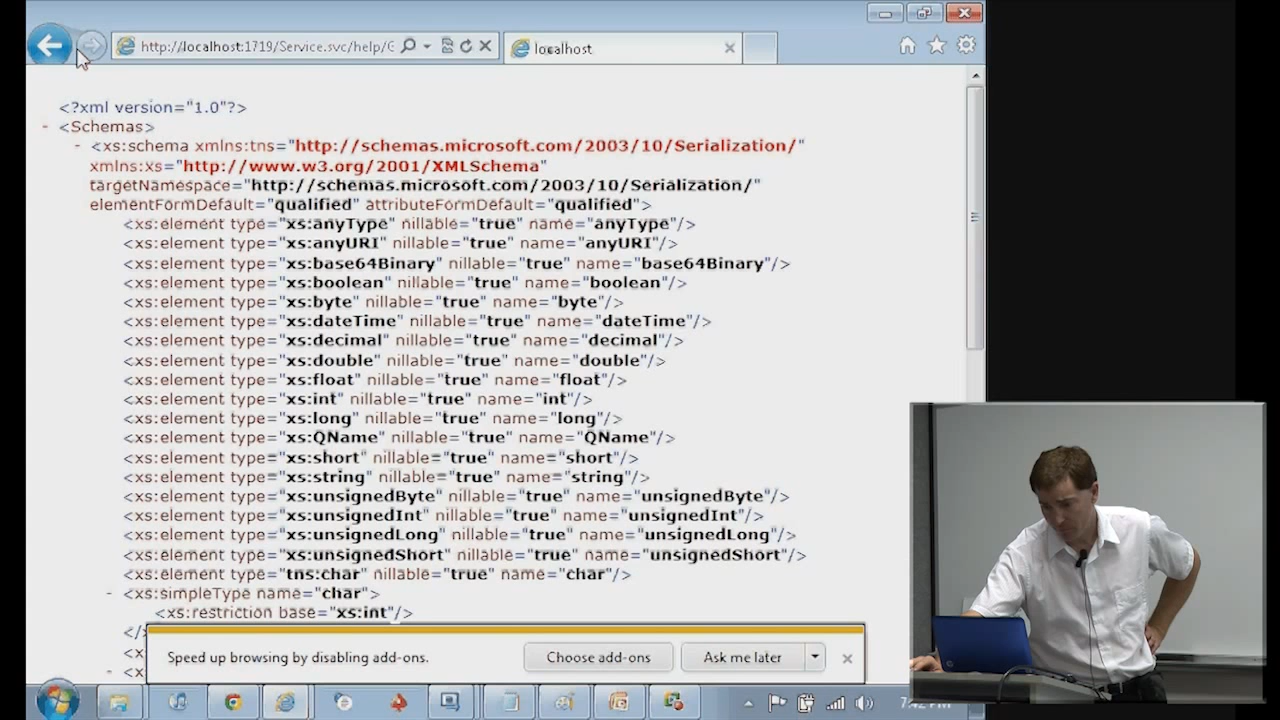 http://localhost:1719/Service.svc/help/
localhost
<?xml version="1.0"?>
- <Schemas>
- <xs:schema xmlns:tns="http://schemas.microsoft.com/2003/10/Serialization/"
xmlns:xs="http://www.w3.org/2001/XMLSchema"
targetNamespace="http://schemas.microsoft.com/2003/10/Serialization/"
elementFormDefault="qualified" attributeFormDefault="qualified">
<xs:element type="xs:anyType" nillable="true" name="anyType"/>
<xs:element type="xs:anyURI" nillable="true" name="anyURI"/>
<xs:element type="xs:base64Binary" nillable="true" name="base64Binary"/>
<xs:element type="xs:boolean" nillable="true" name="boolean"/>
<xs:element type="xs:byte" nillable="true" name="byte"/>
<xs:element type="xs:dateTime" nillable="true" name="dateTime"/>
<xs:element type="xs:decimal" nillable="true" name="decimal"/>
<xs:element type="xs:double" nillable="true" name="double"/>
<xs:element type="xs:float" nillable="true" name="float"/>
<xs:element type="xs:int" nillable="true" name="int"/>
<xs:element type="xs:long" nillable="true" name="long"/>
<xs:element type="xs:QName" nillable="true" name="QName"/>
<xs:element type="xs:short" nillable="true" name="short"/>
<xs:element type="xs:string" nillable="true" name="string"/>
<xs:element type="xs:unsignedByte" nillable="true" name="unsignedByte"/>
<xs:element type="xs:unsignedInt" nillable="true" name="unsignedInt"/>
<xs:element type="xs:unsignedLong" nillable="true" name="unsignedLong"/>
<xs:element type="xs:unsignedShort" nillable="true" name="unsignedShort"/>
<xs:element type="tns:char" nillable="true" name="char"/>
- <xs:simpleType name="char">
<xs:restriction base="xs:int"/>
</
<x
- <x
Speed up browsing by disabling add-ons.
Choose add-ons
Ask me later
7:42 PM